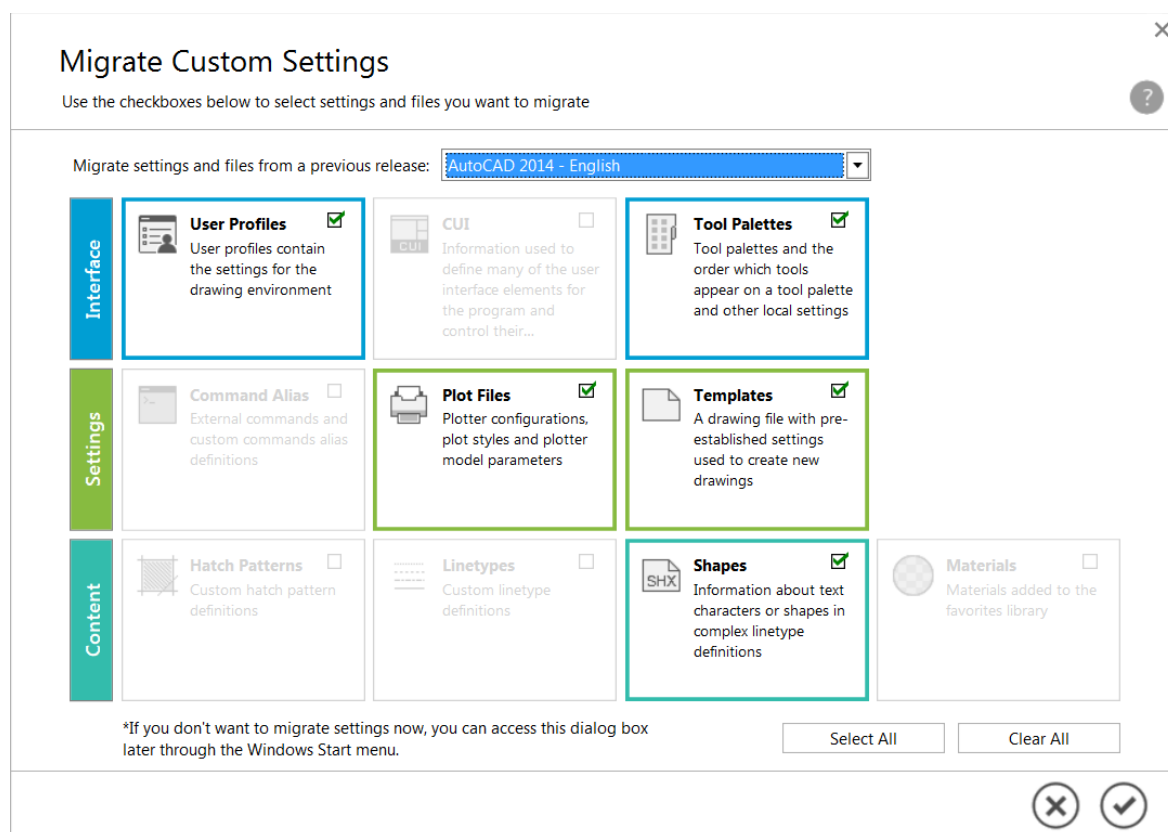 Migrate Custom Settings
Use the checkboxes below to select settings and files you want to migrate
?
Migrate settings and files from a previous release: AutoCAD 2014 - English
Interface
User Profiles
User profiles contain
the settings for the
drawing environment
CUI
CUI
Information used to
define many of the user
interface elements for
the program and
control their...
Tool Palettes
Tool palettes and the
order which tools
appear on a tool palette
and other local settings
Settings
Command Alias
External commands and
custom commands alias
definitions
Plot Files
Plotter configurations,
plot styles and plotter
model parameters
Templates
A drawing file with pre-
established settings
used to create new
drawings
Content
Hatch Patterns
Custom hatch pattern
definitions
Linetypes
Custom linetype
definitions
SHX
Shapes
Information about text
characters or shapes in
complex linetype
definitions
Materials
Materials added to the
favorites library
*If you don't want to migrate settings now, you can access this dialog box
later through the Windows Start menu.
Select All
Clear All